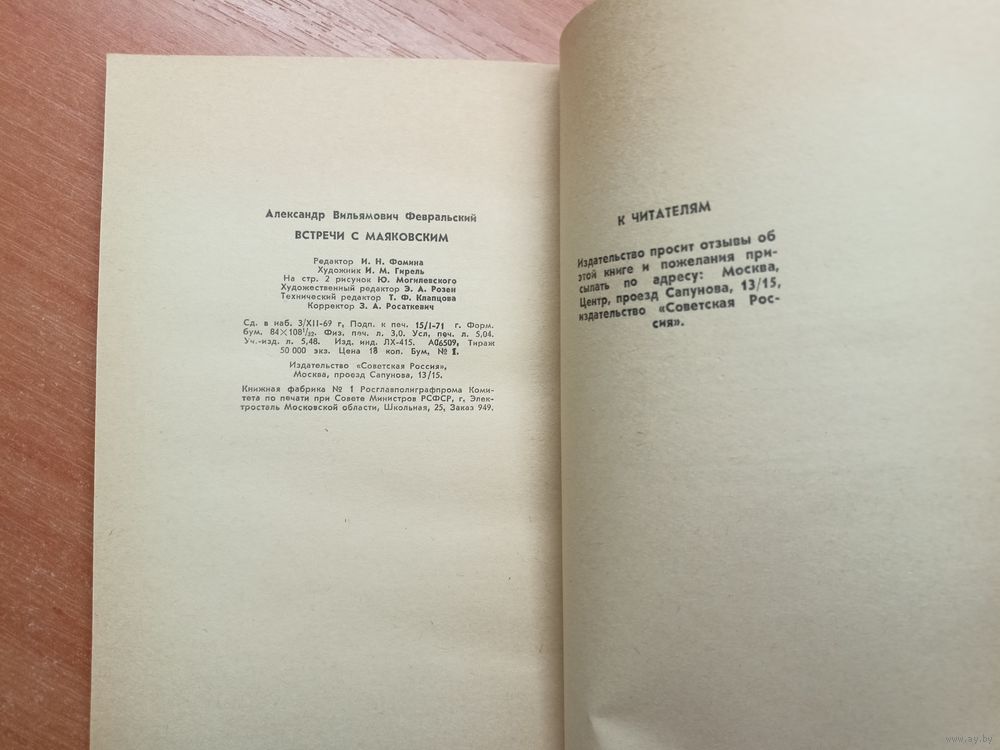 Александр Вильямович Февральский
ВСТРЕЧИ С МАЯКОВСКИМ
Редактор И. Н. Фомина
Художник И. М. Гирель
На стр. 2 рисунок Ю. Могилевского
Художественный редактор Э. А. Розен
Технический редактор Т. Ф. Клапцова
Корректор З. А. Росаткевич
Сд. в наб. 3/XII-69 г, Подп. к печ. 15/I-71 г. Форм.
бум. 84×108¹/₃₂. Физ. печ. л. 3,0. Усл, печ. л. 5,04.
Уч.-изд. л. 5,48. Изд. инд. ЛХ-415. А06509, Тираж
50 000 экз. Цена 18 коп. Бум, № 1.
Издательство «Советская Россия»,
Москва, проезд Сапунова, 13/15.
Книжная фабрика № 1 Росглавполиграфпрома Коми-
тета по печати при Совете Министров РСФСР, г, Элек-
тросталь Московской области, Школьная, 25, Заказ 949.
К ЧИТАТЕЛЯМ
Издательство просит отзывы об
этой книге и пожелания при-
сылать по адресу: Москва,
Центр, проезд Сапунова, 13/15,
издательство «Советская Рос-
сия».
www.ay.by